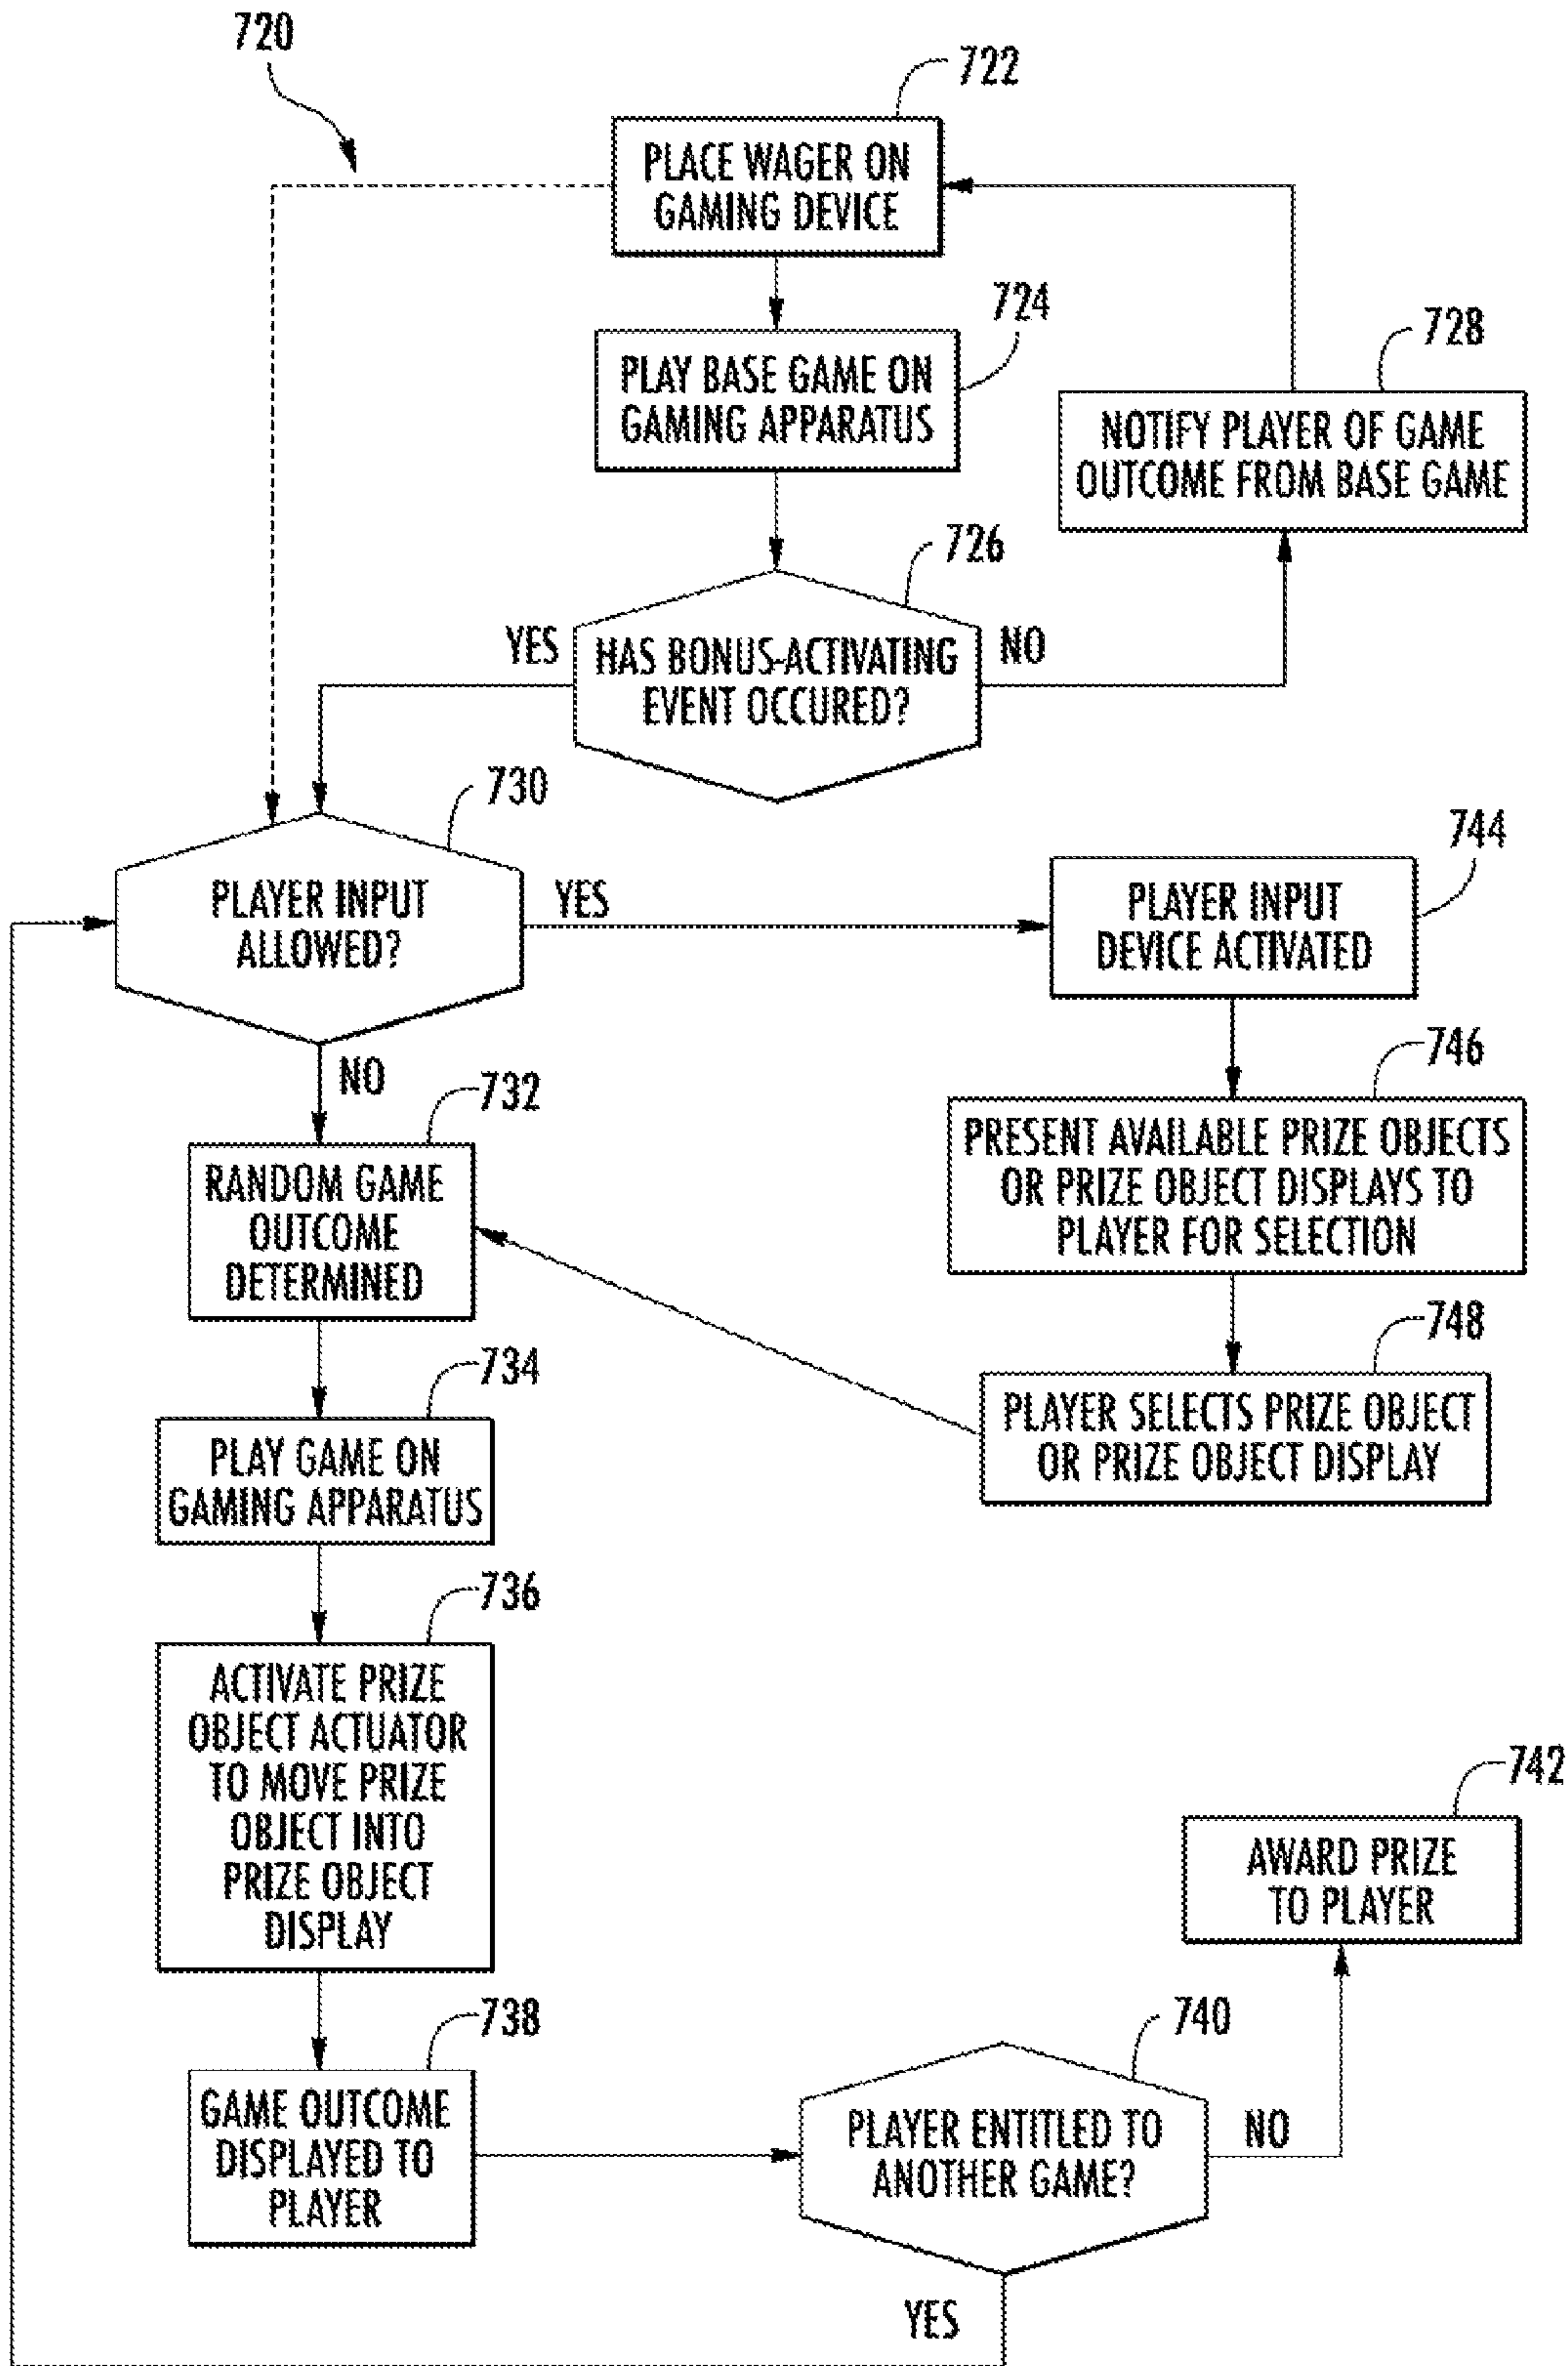 720
722
PLACE WAGER ON
GAMING DEVICE
724
PLAY BASE GAME ON
GAMING APPARATUS
728
NOTIFY PLAYER OF GAME
OUTCOME FROM BASE GAME
726
YES
HAS BONUS-ACTIVATING
EVENT OCCURED?
NO
730
PLAYER INPUT
ALLOWED?
YES
744
PLAYER INPUT
DEVICE ACTIVATED
NO
732
RANDOM GAME
OUTCOME
DETERMINED
746
PRESENT AVAILABLE PRIZE OBJECTS
OR PRIZE OBJECT DISPLAYS TO
PLAYER FOR SELECTION
748
PLAYER SELECTS PRIZE OBJECT
OR PRIZE OBJECT DISPLAY
734
PLAY GAME ON
GAMING APPARATUS
736
ACTIVATE PRIZE
OBJECT ACTUATOR
TO MOVE PRIZE
OBJECT INTO
PRIZE OBJECT
DISPLAY
738
GAME OUTCOME
DISPLAYED TO
PLAYER
740
PLAYER ENTITLED TO
ANOTHER GAME?
NO
742
AWARD PRIZE
TO PLAYER
YES